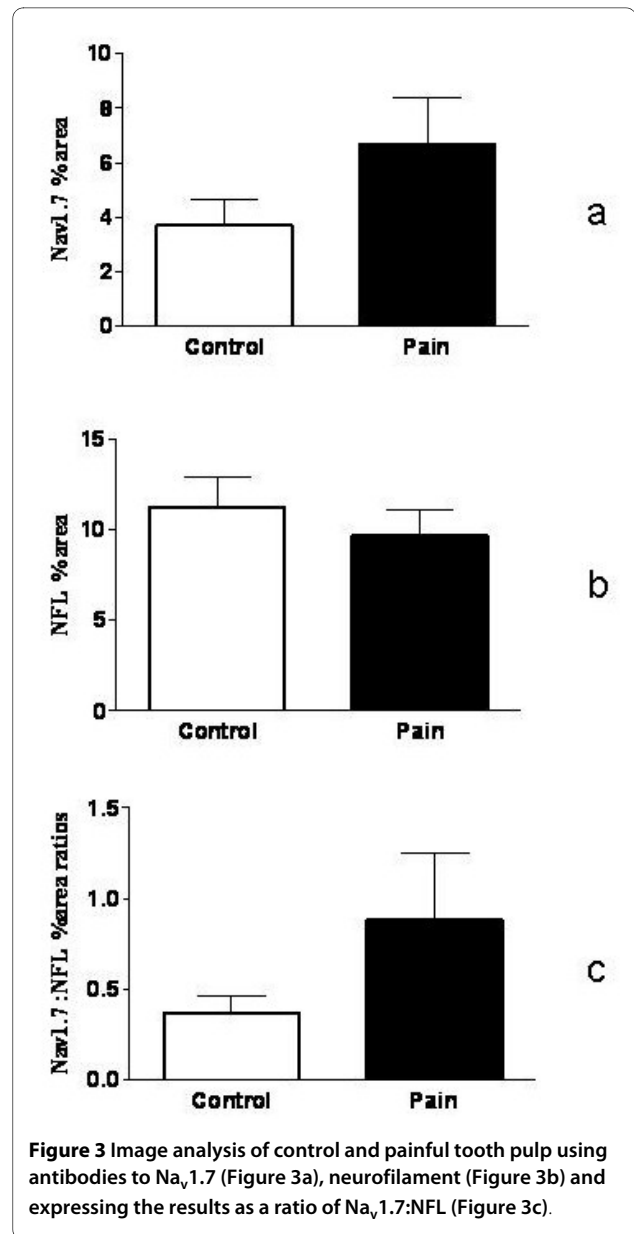 10
8
6
4
2
0
Nav1.7 %area
Control Pain
a
15
10
5
0
NFL %area
Control Pain
b
1.5
1.0
0.5
0.0
Nav1.7 :NFL %area ratios
Control Pain
c
Figure 3 Image analysis of control and painful tooth pulp using
antibodies to Nav1.7 (Figure 3a), neurofilament (Figure 3b) and
expressing the results as a ratio of Nav1.7:NFL (Figure 3c).